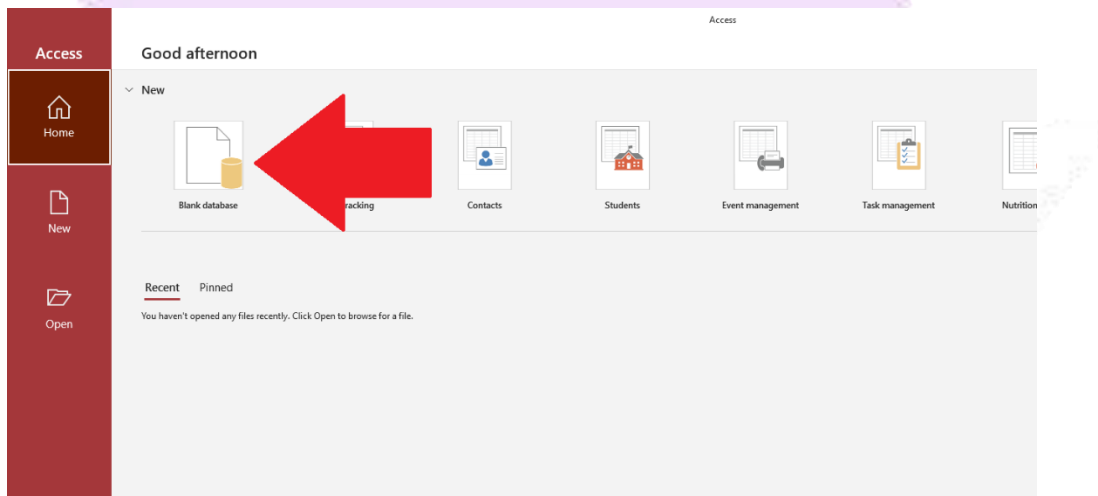 Access
Access
Good afternoon
New
Home
Blank database
racking
Contacts
Students
Event management
Task management
Nutrition
New
Recent
Pinned
You haven't opened any files recently. Click Open to browse for a file.
Open